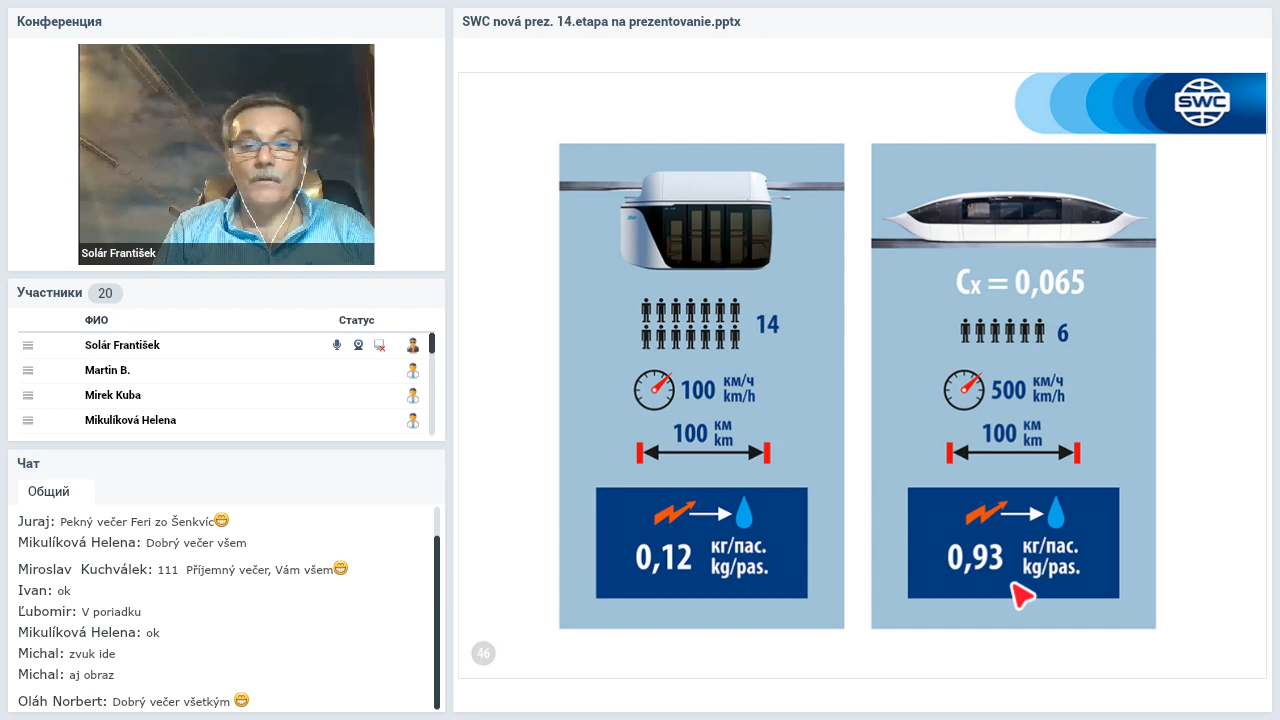 Конференция
Solár František
Участники 20
ФИО Статус
Solár František
Martin B.
Mirek Kuba
Mikulíková Helena
Чат
Общий
Juraj: Pekný večer Feri zo Šenkvíc
Mikulíková Helena: Dobrý večer všem
Miroslav Kuchválek: 111 Příjemný večer, Vám všem
Ivan: ok
Ľubomir: V poriadku
Mikulíková Helena: ok
Michal: zvuk ide
Michal: aj obraz
Oláh Norbert: Dobrý večer všetkým
SWC nová prez. 14.etapa na prezentovanie.pptx
SWC
14
100 км/ч
km/h
100 км
km
0,12 кг/пас.
kg/pas.
Cx = 0,065
6
500 км/ч
km/h
100 км
km
0,93 кг/пас.
kg/pas.
46